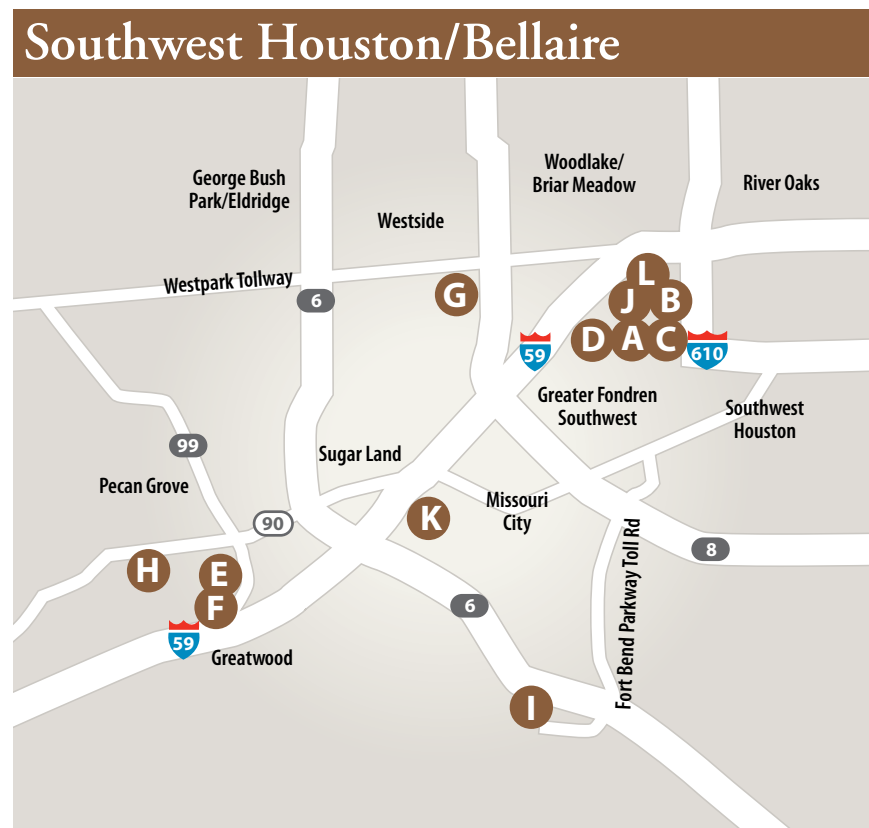 Southwest Houston/Bellaire
George Bush
Park/Eldridge
Westside
Woodlake/
Briar Meadow
River Oaks
Westpark Tollway
6
G
L
J
B
D
A
C
59
610
Greater Fondren
Southwest
Southwest
Houston
99
Sugar Land
Pecan Grove
90
K
Missouri
City
8
H
E
F
6
59
Greatwood
Fort Bend Parkway Toll Rd
I